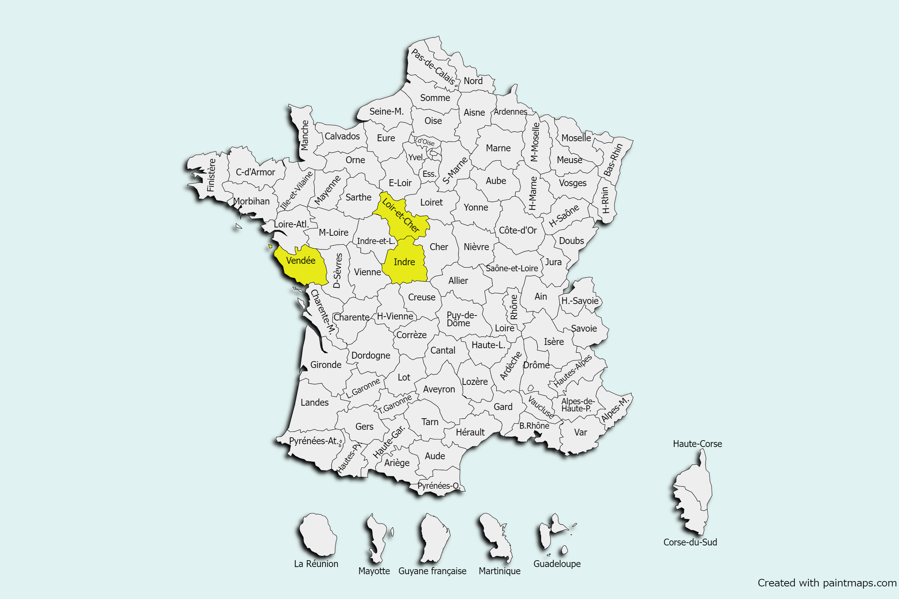 Pas-de-Calais
Nord
Somme
Seine-M.
Oise
Aisne
Ardennes
Manche
Calvados
Eure
V.d'Oise
Yvel.
Ess.
S-Marne
Marne
M-Moselle
Moselle
Meuse
Bas-Rhin
Finistère
C-d'Armor
Morbihan
Ille-et-Vilaine
Mayenne
Orne
Sarthe
E-Loir
Loiret
Yonne
Aube
H-Marne
Vosges
H-Rhin
H-Saône
Loire-Atl.
M-Loire
Indre-et-L.
Loir-et-Cher
Cher
Nièvre
Côte-d'Or
Doubs
Jura
Vendée
D-Sèvres
Vienne
Indre
Allier
Saône-et-Loire
Charente-M.
Charente
H-Vienne
Creuse
Puy-de-
Dôme
Loire
Rhône
Ain
H.-Savoie
Savoie
Corrèze
Cantal
Haute-L.
Ardèche
Isère
Drôme
Hautes-Alpes
Gironde
Dordogne
Lot
L.Garonne
T.Garonne
Aveyron
Lozère
Gard
Vaucluse
Alpes-de-
Haute-P.
Alpes-M.
Landes
Gers
Tarn
Hérault
B.Rhône
Var
Pyrénées-At.
Hautes-Py.
Haute-Gar.
Ariège
Aude
Pyrénées-O.
Haute-Corse
Corse-du-Sud
La Réunion
Mayotte
Guyane française
Martinique
Guadeloupe
Created with paintmaps.com